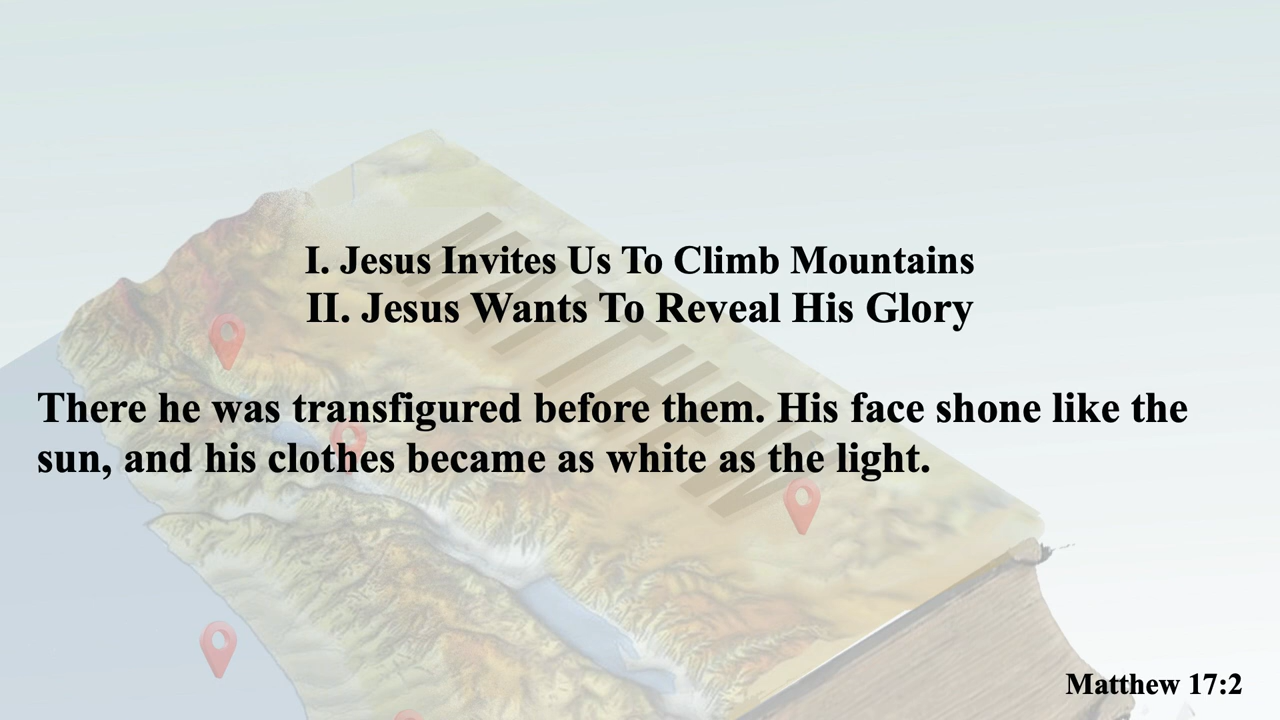 MATTHEW
I. Jesus Invites Us To Climb Mountains
II. Jesus Wants To Reveal His Glory
There he was transfigured before them. His face shone like the
sun, and his clothes became as white as the light.
Matthew 17:2